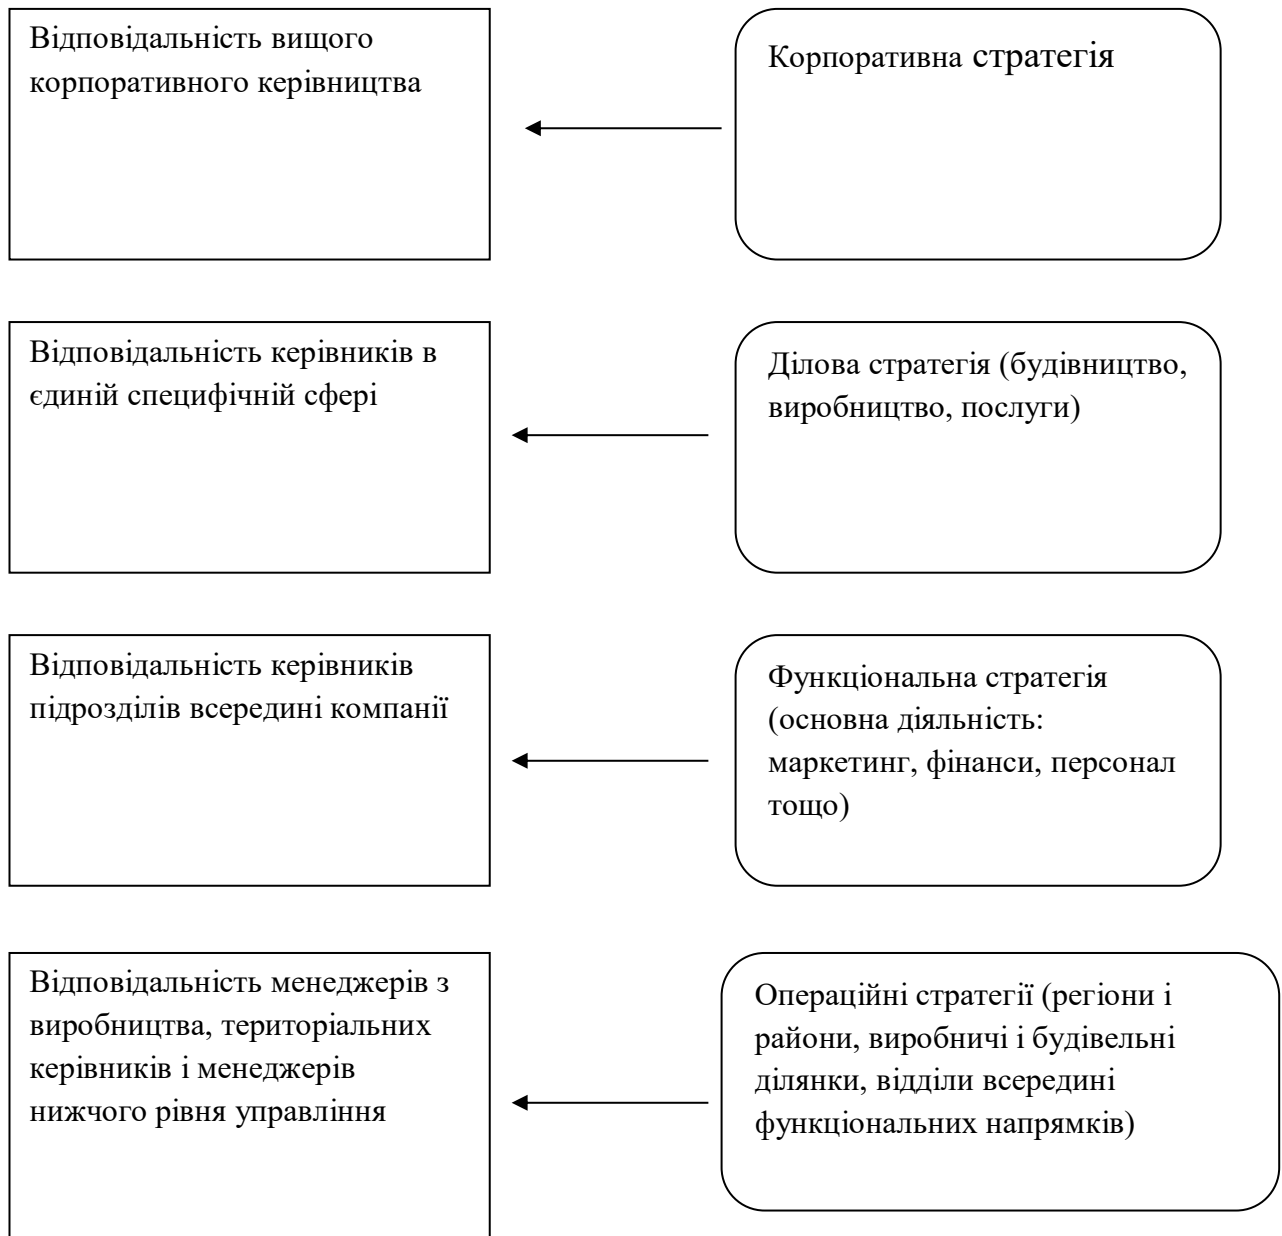 Відповідальність вищого
корпоративного керівництва
Корпоративна стратегія
Відповідальність керівників в
єдиній специфічній сфері
Ділова стратегія (будівництво,
виробництво, послуги)
Відповідальність керівників
підрозділів всередині компанії
Функціональна стратегія
(основна діяльність:
маркетинг, фінанси, персонал
тощо)
Відповідальність менеджерів з
виробництва, територіальних
керівників і менеджерів
нижчого рівня управління
Операційні стратегії (регіони і
райони, виробничі і будівельні
ділянки, відділи всередині
функціональних напрямків)